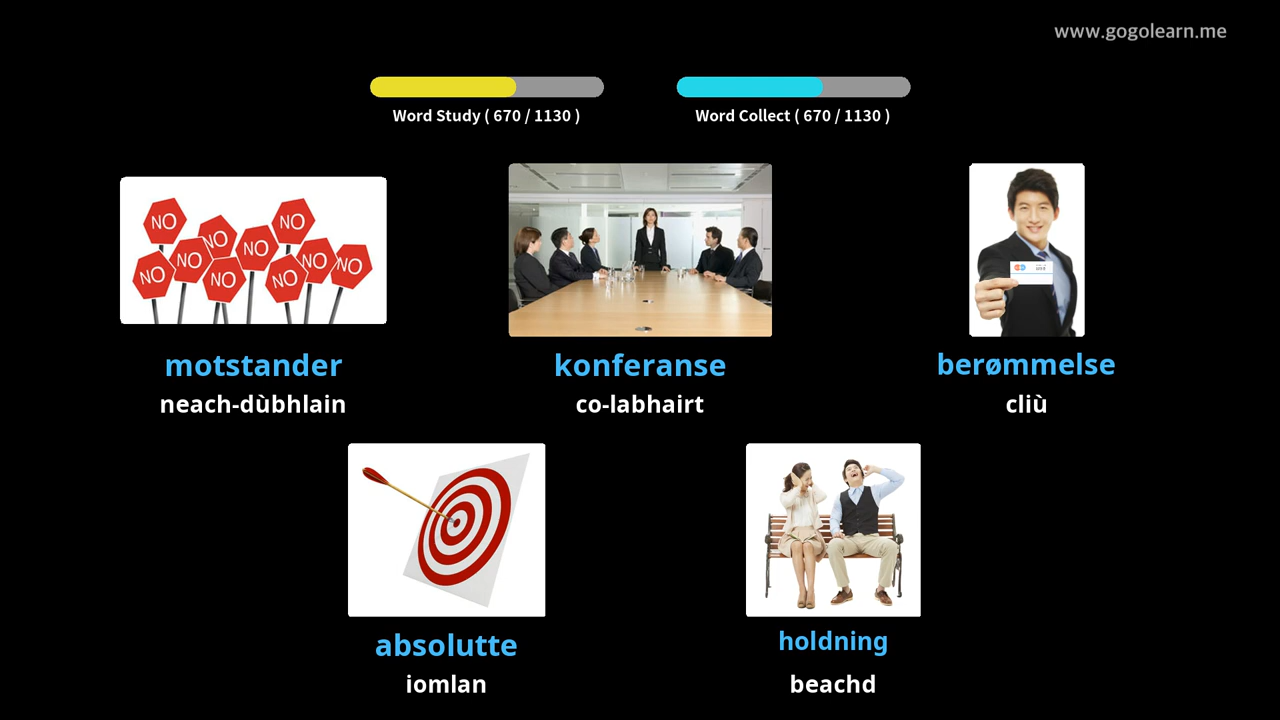 www.gogolearn.me
Word Study ( 670 / 1130 )
Word Collect ( 670 / 1130 )
NO
NO
NO
NO
NO
NO
NO
NO
NO
NO
motstander
neach-dùbhlain
konferanse
co-labhairt
berømmelse
cliù
absolutte
iomlan
holdning
beachd